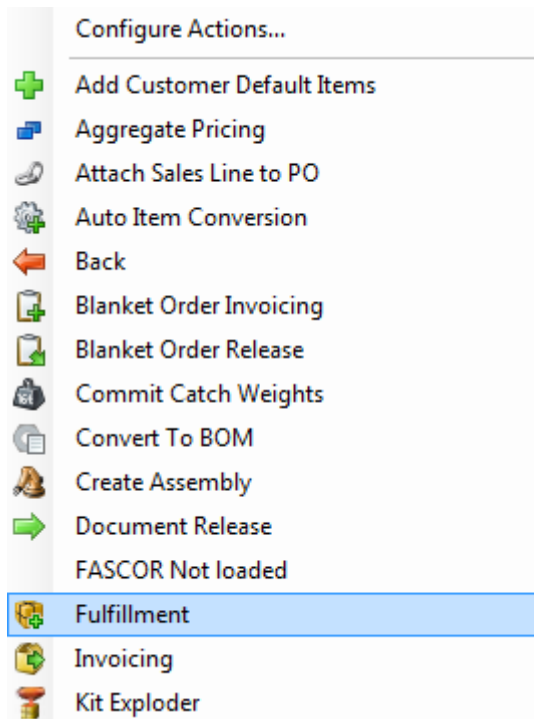 Configure Actions...
Add Customer Default Items
Aggregate Pricing
Attach Sales Line to PO
Auto Item Conversion
Back
Blanket Order Invoicing
Blanket Order Release
Commit Catch Weights
Convert To BOM
Create Assembly
Document Release
FASCOR Not loaded
Fulfillment
Invoicing
Kit Exploder